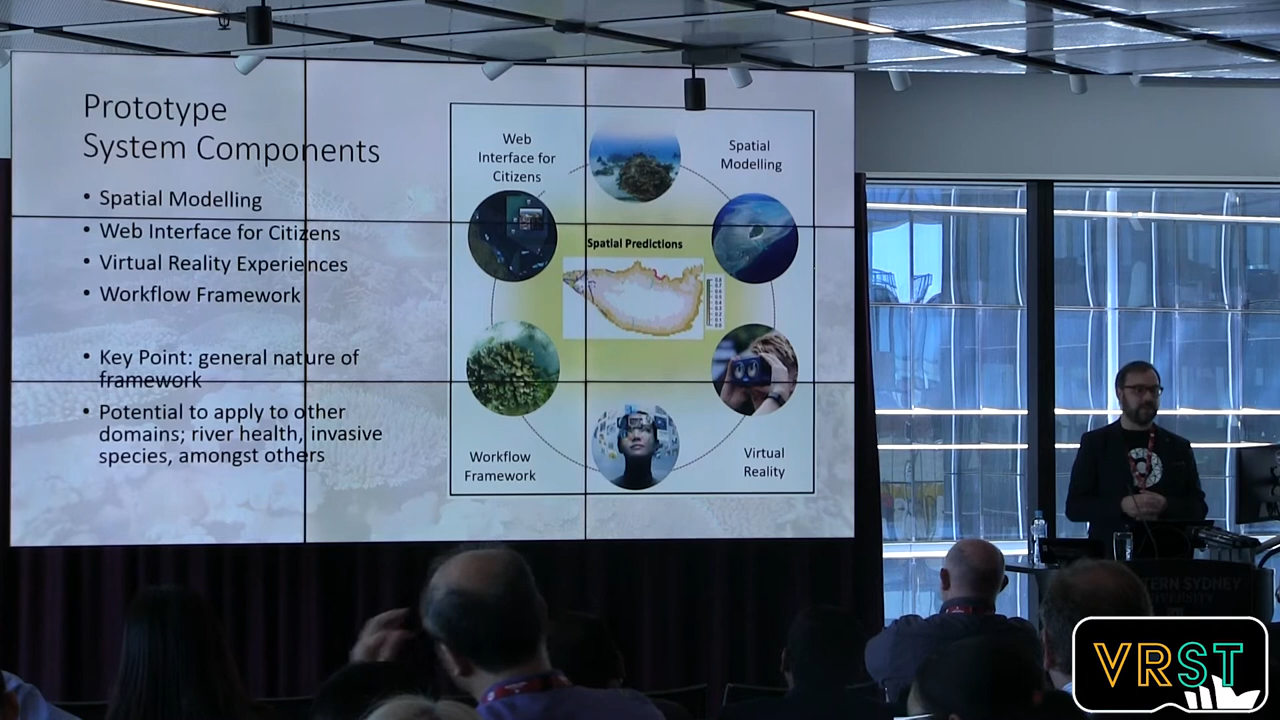 Prototype
System Components
• Spatial Modelling
• Web Interface for Citizens
• Virtual Reality Experiences
• Workflow Framework
• Key Point: general nature of
framework
• Potential to apply to other
domains; river health, invasive
species, amongst others
Web
Interface for
Citizens
Spatial
Modelling
Spatial Predictions
Workflow
Framework
Virtual
Reality
TERN SYDNEY
VRST